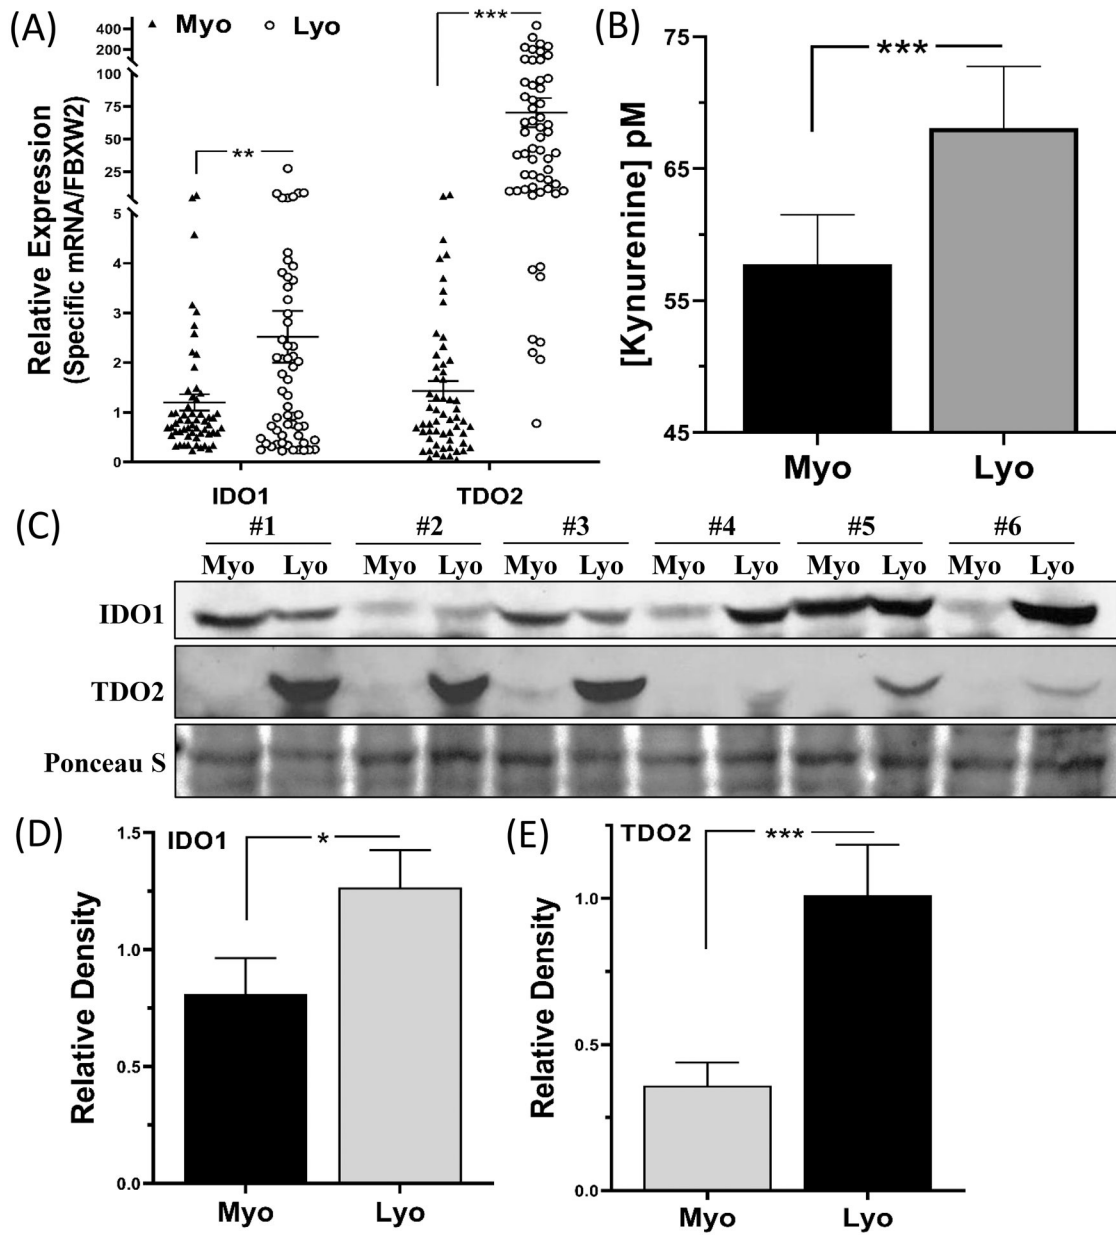 (A)
Myo
Lyo
***
**
Relative Expression
(Specific mRNA/FBXW2)
400
200
100
75
50
25
5
4
3
2
1
0
IDO1
TDO2
(B)
***
[Kynurenine] pM
75
65
55
45
Myo
Lyo
(C)
#1 #2 #3 #4 #5 #6
Myo Lyo Myo Lyo Myo Lyo Myo Lyo Myo Lyo Myo Lyo
IDO1
TDO2
Ponceau S
(D)
IDO1
*
Relative Density
1.5
1.0
0.5
0.0
Myo
Lyo
(E)
TDO2
***
Relative Density
1.0
0.5
0.0
Myo
Lyo